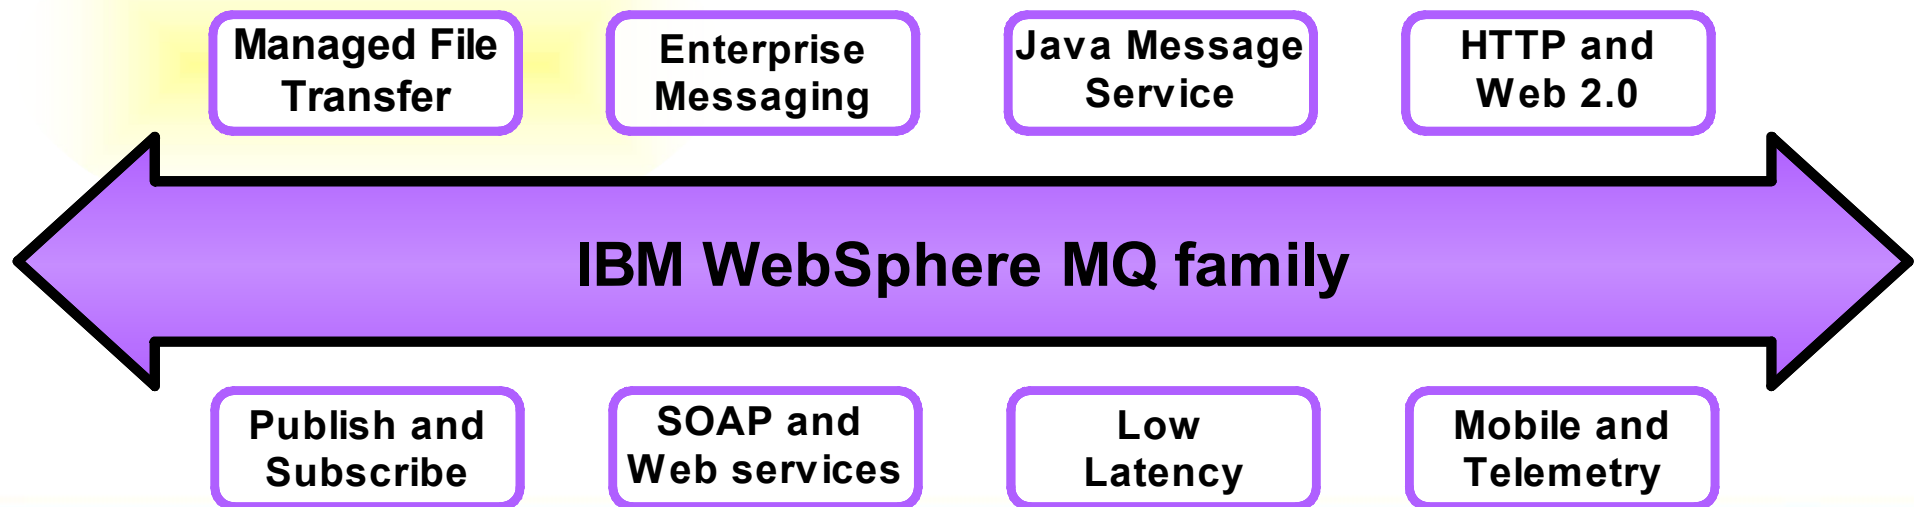 Managed File
Transfer
Enterprise
Messaging
Java Message
Service
HTTP and
Web 2.0
IBM WebSphere MQ family
Publish and
Subscribe
SOAP and
Web services
Low
Latency
Mobile and
Telemetry